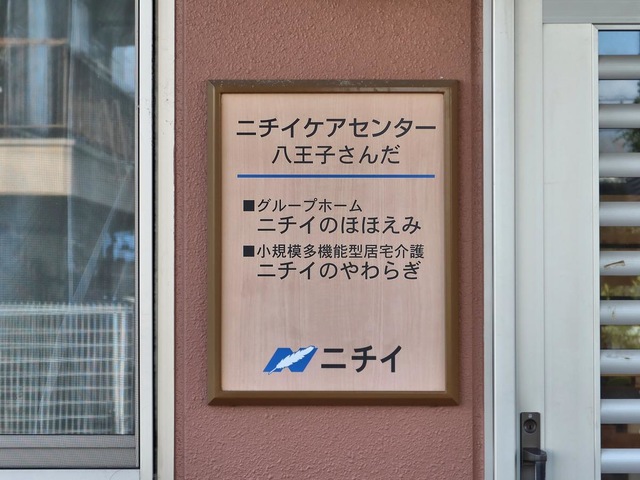 ニチイケアセンター
八王子さんだ
■グループホーム
ニチイのほほえみ
■小規模多機能型居宅介護
ニチイのやわらぎ
ニチイ